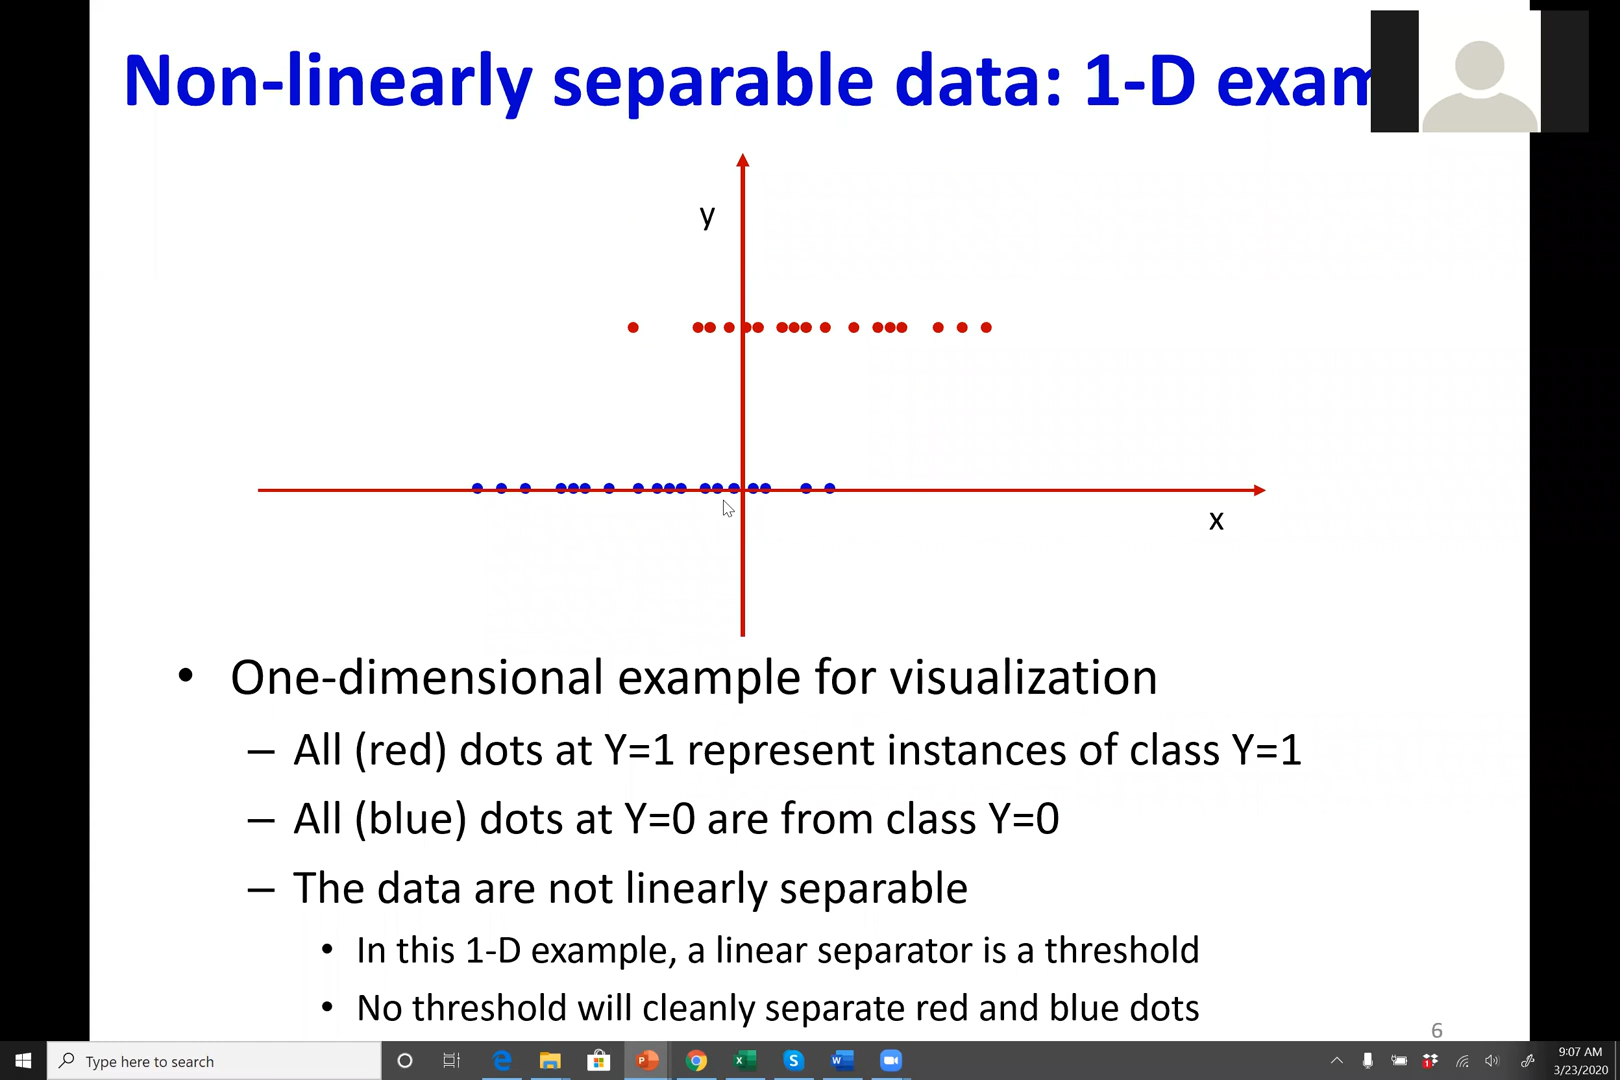 Non-linearly separable data: 1-D exam
y
x
• One-dimensional example for visualization
– All (red) dots at Y=1 represent instances of class Y=1
– All (blue) dots at Y=0 are from class Y=0
– The data are not linearly separable
• In this 1-D example, a linear separator is a threshold
• No threshold will cleanly separate red and blue dots
6
Type here to search
9:07 AM
3/23/2020